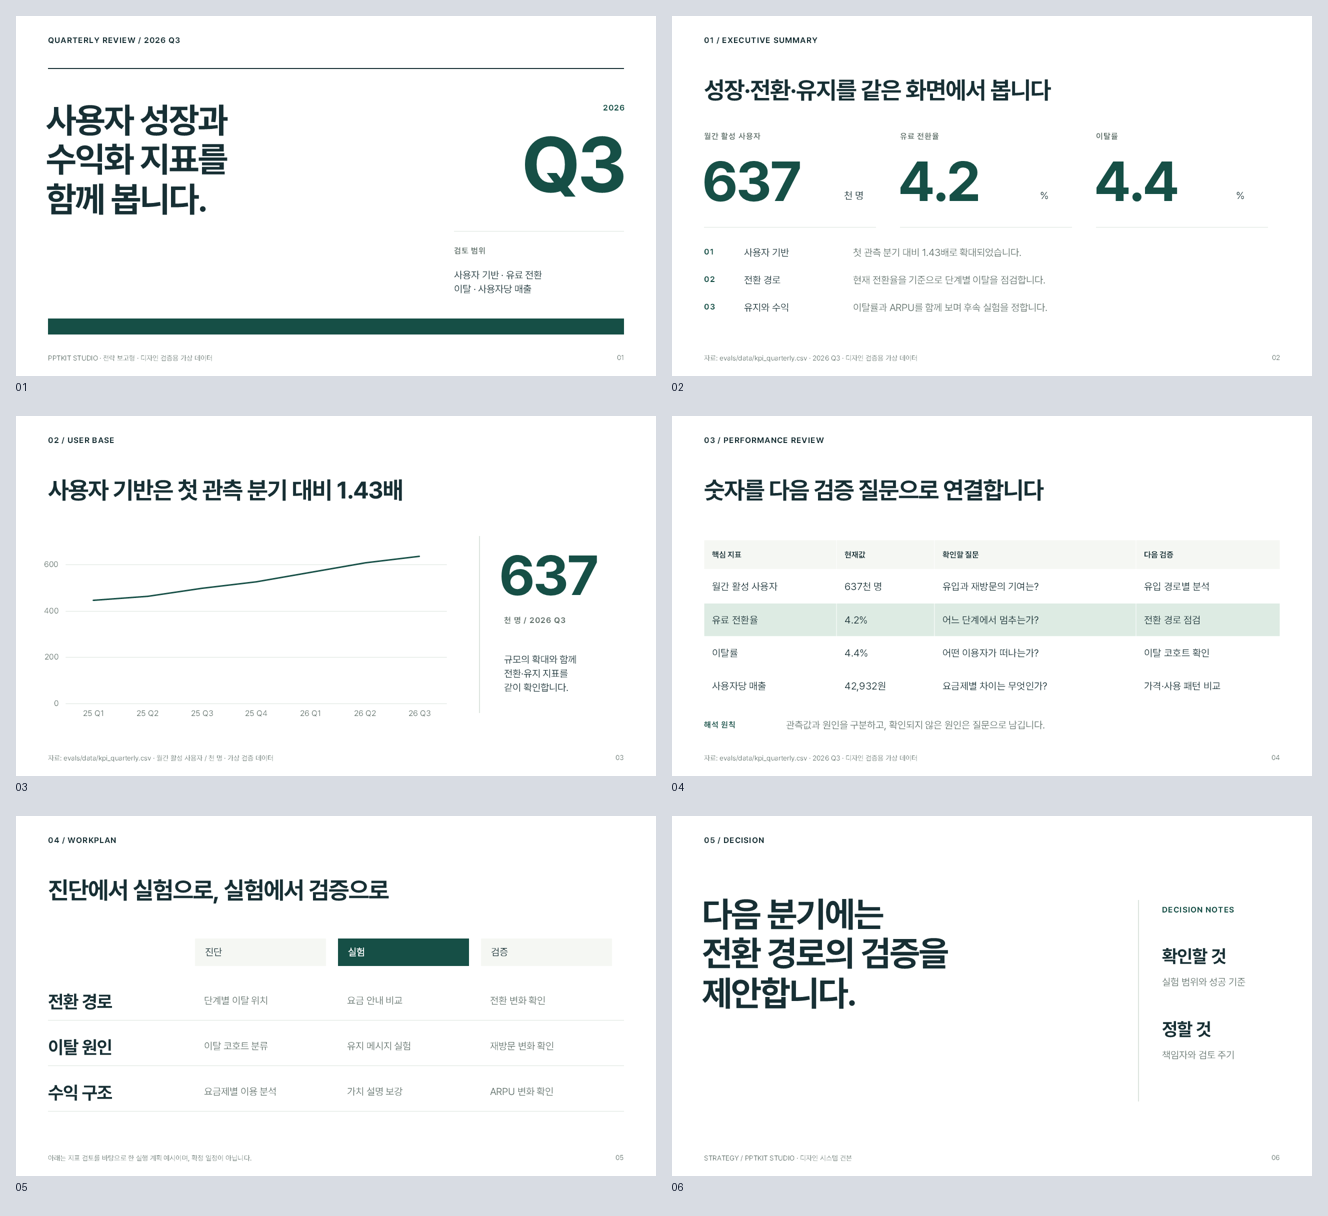 QUARTERLY REVIEW / 2026 Q3
사용자 성장과
수익화 지표를
함께 봅니다.
2026
Q3
검토 범위
사용자 기반 · 유료 전환
이탈 · 사용자당 매출
PPTKIT STUDIO · 전략 보고형 · 디자인 검증용 가상 데이터
01
01
01 / EXECUTIVE SUMMARY
성장·전환·유지를 같은 화면에서 봅니다
월간 활성 사용자
637 천 명
유료 전환율
4.2 %
이탈률
4.4 %
01 사용자 기반 첫 관측 분기 대비 1.43배로 확대되었습니다.
02 전환 경로 현재 전환율을 기준으로 단계별 이탈을 점검합니다.
03 유지와 수익 이탈률과 ARPU를 함께 보며 후속 실험을 정합니다.
자료: evals/data/kpi_quarterly.csv · 2026 Q3 · 디자인 검증용 가상 데이터
02
02
02 / USER BASE
사용자 기반은 첫 관측 분기 대비 1.43배
600
400
200
0
25 Q1 25 Q2 25 Q3 25 Q4 26 Q1 26 Q2 26 Q3
637
천 명 / 2026 Q3
규모의 확대와 함께
전환·유지 지표를
같이 확인합니다.
자료: evals/data/kpi_quarterly.csv · 월간 활성 사용자 / 천 명 · 가상 검증 데이터
03
03
03 / PERFORMANCE REVIEW
숫자를 다음 검증 질문으로 연결합니다
핵심 지표 현재값 확인할 질문 다음 검증
월간 활성 사용자 637천 명 유입과 재방문의 기여는? 유입 경로별 분석
유료 전환율 4.2% 어느 단계에서 멈추는가? 전환 경로 점검
이탈률 4.4% 어떤 이용자가 떠나는가? 이탈 코호트 확인
사용자당 매출 42,932원 요금제별 차이는 무엇인가? 가격·사용 패턴 비교
해석 원칙 관측값과 원인을 구분하고, 확인되지 않은 원인은 질문으로 남깁니다.
자료: evals/data/kpi_quarterly.csv · 2026 Q3 · 디자인 검증용 가상 데이터
04
04
04 / WORKPLAN
진단에서 실험으로, 실험에서 검증으로
진단 실험 검증
전환 경로 단계별 이탈 위치 요금 안내 비교 전환 변화 확인
이탈 원인 이탈 코호트 분류 유지 메시지 실험 재방문 변화 확인
수익 구조 요금제별 이용 분석 가치 설명 보강 ARPU 변화 확인
아래는 지표 검토를 바탕으로 한 실행 계획 예시이며, 확정 일정이 아닙니다.
05
05
05 / DECISION
다음 분기에는
전환 경로의 검증을
제안합니다.
DECISION NOTES
확인할 것
실험 범위와 성공 기준
정할 것
책임자와 검토 주기
STRATEGY / PPTKIT STUDIO · 디자인 시스템 견본
06
06